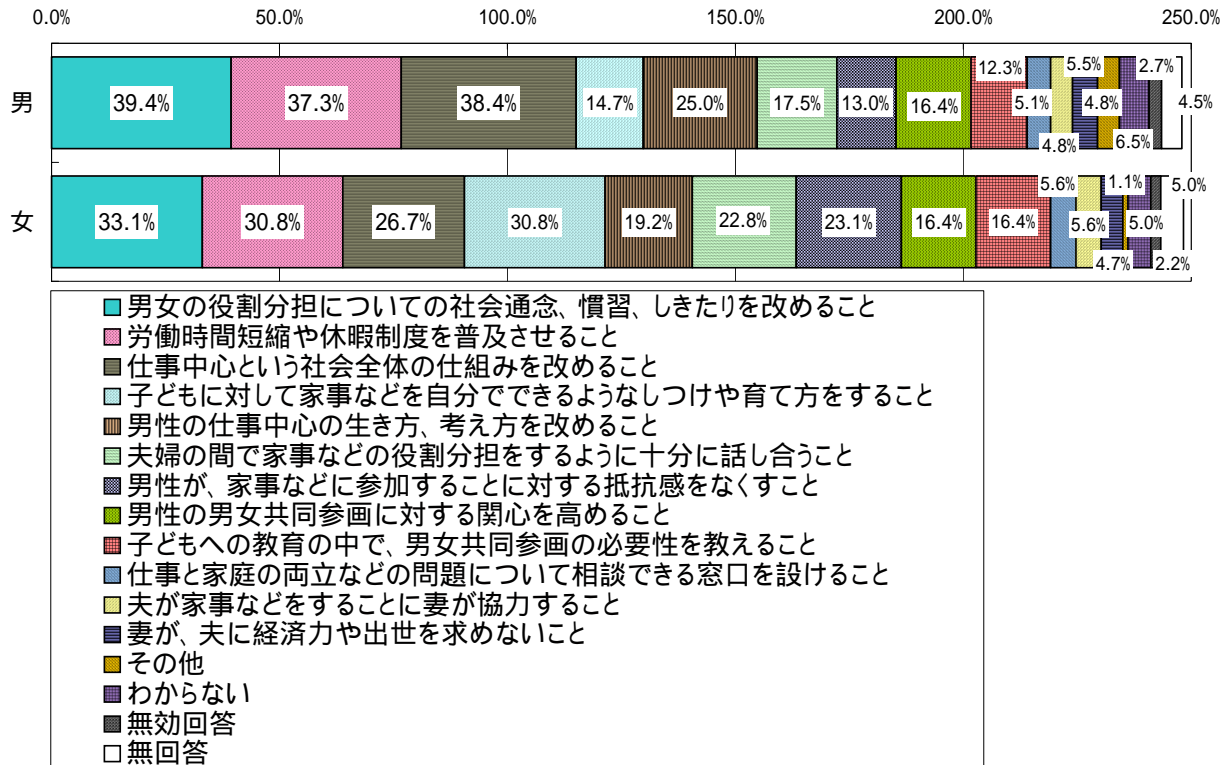 0.0% 50.0% 100.0% 150.0% 200.0% 250.0%
男 39.4% 37.3% 38.4% 14.7% 25.0% 17.5% 13.0% 16.4% 12.3% 5.1% 4.8% 5.5% 4.8% 6.5% 2.7% 4.5%
女 33.1% 30.8% 26.7% 30.8% 19.2% 22.8% 23.1% 16.4% 16.4% 5.6% 5.6% 4.7% 1.1% 5.0% 2.2% 5.0%
男女の役割分担についての社会通念、慣習、しきたりを改めること
労働時間短縮や休暇制度を普及させること
仕事中心という社会全体の仕組みを改めること
子どもに対して家事などを自分でできるようなしつけや育て方をすること
男性の仕事中心の生き方、考え方を改めること
夫婦の間で家事などの役割分担をするように十分に話し合うこと
男性が、家事などに参加することに対する抵抗感をなくすこと
男性の男女共同参画に対する関心を高めること
子どもへの教育の中で、男女共同参画の必要性を教えること
仕事と家庭の両立などの問題について相談できる窓口を設けること
夫が家事などをすることに妻が協力すること
妻が、夫に経済力や出世を求めないこと
その他
わからない
無効回答
無回答